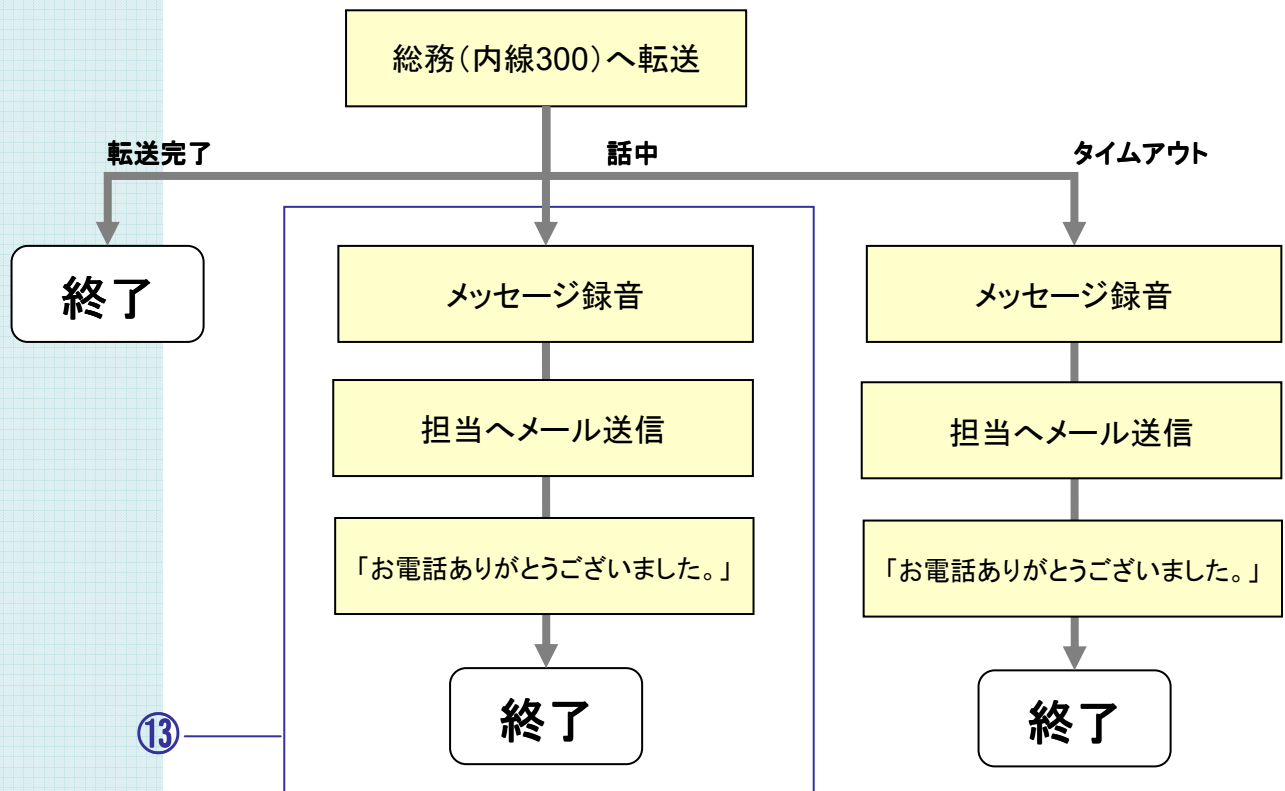 総務（内線300）へ転送
転送完了
話中
タイムアウト
終了
メッセージ録音
メッセージ録音
担当へメール送信
担当へメール送信
「お電話ありがとうございました。」
「お電話ありがとうございました。」
終了
終了
⑬